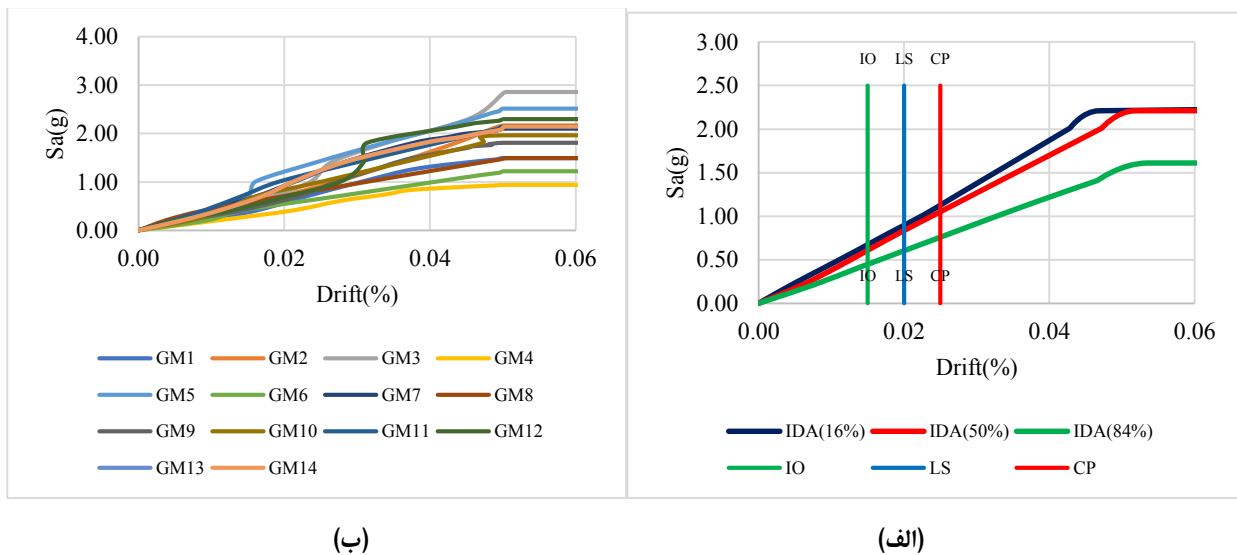 4.00
3.00
2.00
1.00
0.00
Sa(g)
0.00 0.02 0.04 0.06
Drift(%)
GM1 GM2 GM3 GM4
GM5 GM6 GM7 GM8
GM9 GM10 GM11 GM12
GM13 GM14
(ب)
3.00
2.50
2.00
1.50
1.00
0.50
0.00
Sa(g)
IO LS CP
IO LS CP
0.00 0.02 0.04 0.06
Drift(%)
IDA(16%) IDA(50%) IDA(84%)
IO LS CP
(الف)